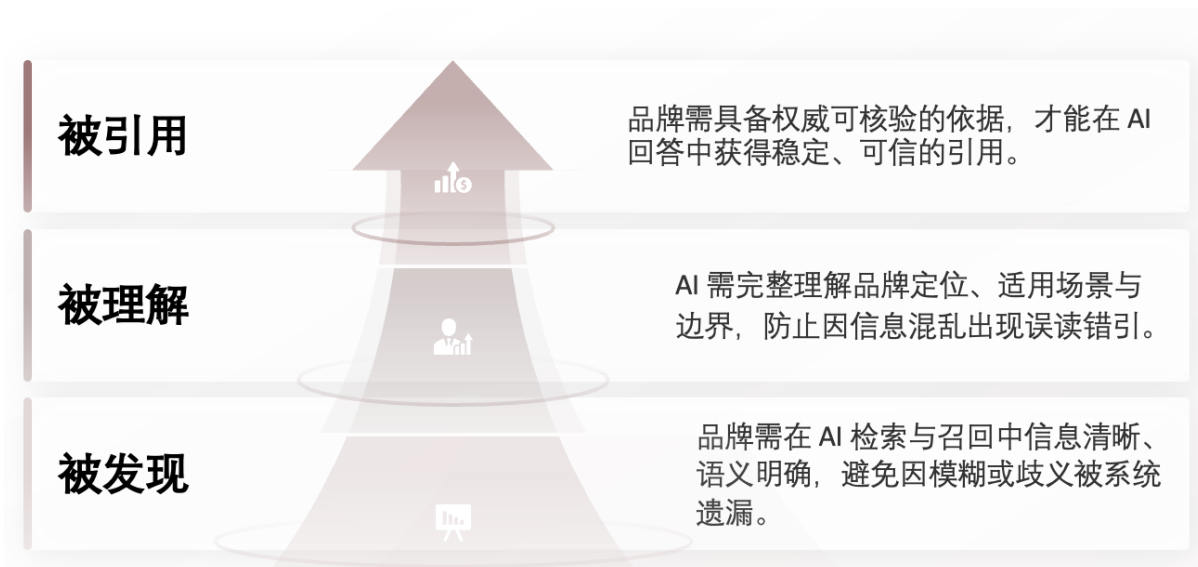 被引用
品牌需具备权威可核验的依据，才能在 AI
回答中获得稳定、可信的引用。
被理解
AI 需完整理解品牌定位、适用场景与
边界，防止因信息混乱出现误读错引。
被发现
品牌需在 AI 检索与召回中信息清晰、
语义明确，避免因模糊或歧义被系统
遗漏。